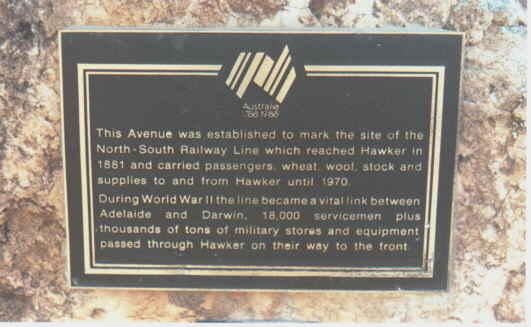 Australia
1788-1988
This Avenue was established to mark the site of the
North-South Railway Line which reached Hawker in
1881 and carried passengers, wheat, wool, stock and
supplies to and from Hawker until 1970.
During World War II the line became a vital link between
Adelaide and Darwin, 18,000 servicemen plus
thousands of tons of military stores and equipment
passed through Hawker on their way to the front.